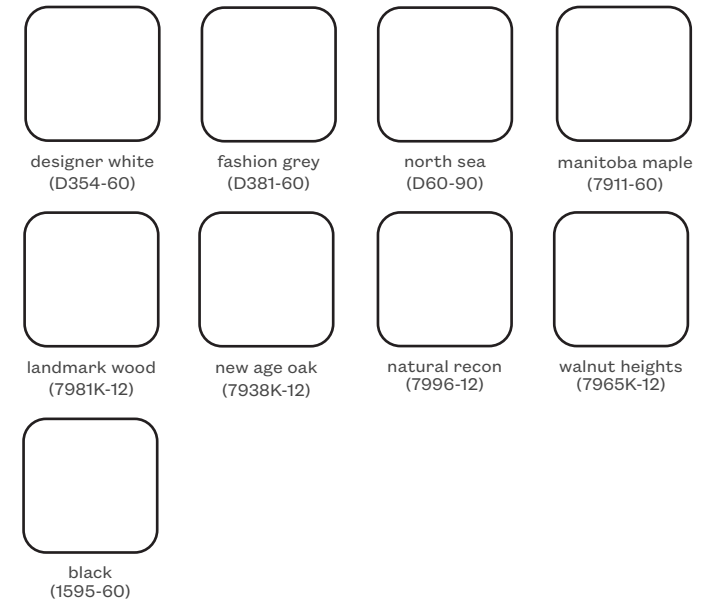 designer white
(D354-60)
fashion grey
(D381-60)
north sea
(D60-90)
manitoba maple
(7911-60)
landmark wood
(7981K-12)
new age oak
(7938K-12)
natural recon
(7996-12)
walnut heights
(7965K-12)
black
(1595-60)